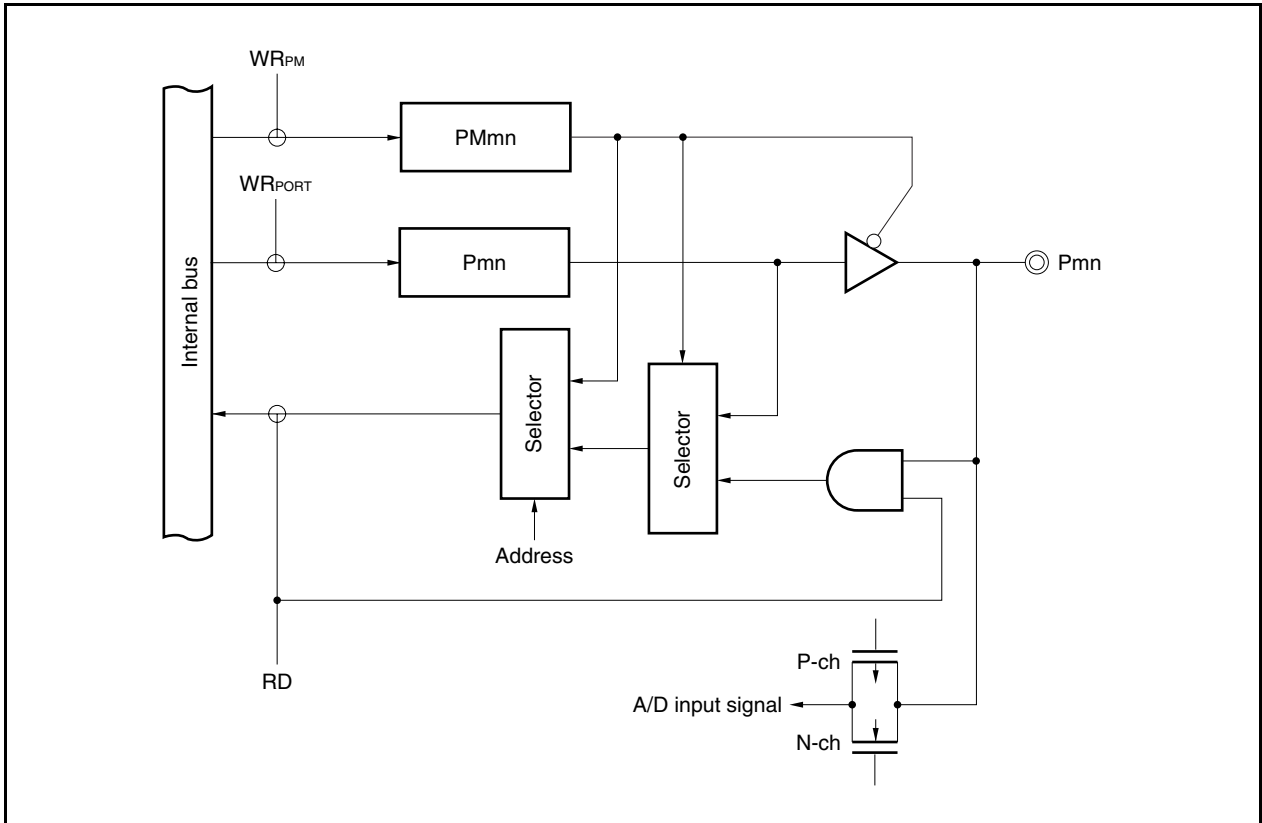 WRPM
PMmn
WRPORT
Pmn
Pmn
Internal bus
Selector
Selector
Address
RD
P-ch
A/D input signal
N-ch